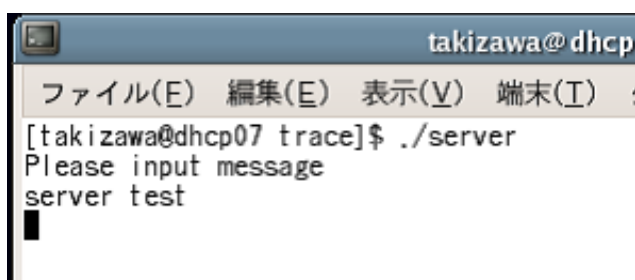 takizawa@dhcp
ファイル(F) 編集(E) 表示(V) 端末(T)
[takizawa@dhcp07 trace]$ ./server
Please input message
server test